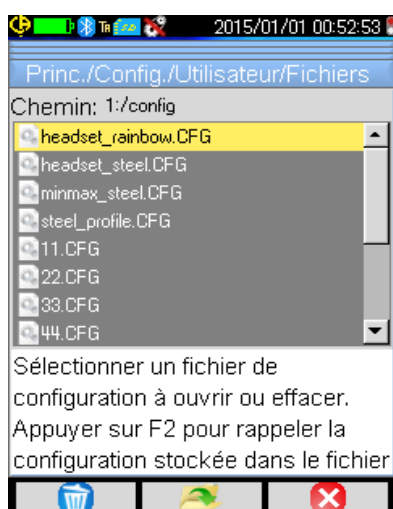 TR 2015/01/01 00:52:53
Princ./Config./Utilisateur/Fichiers
Chemin: 1:/config
headset_rainbow.CFG
headset_steel.CFG
minmax_steel.CFG
steel_profile.CFG
11.CFG
22.CFG
33.CFG
44.CFG
Sélectionner un fichier de
configuration à ouvrir ou effacer.
Appuyer sur F2 pour rappeler la
configuration stockée dans le fichier